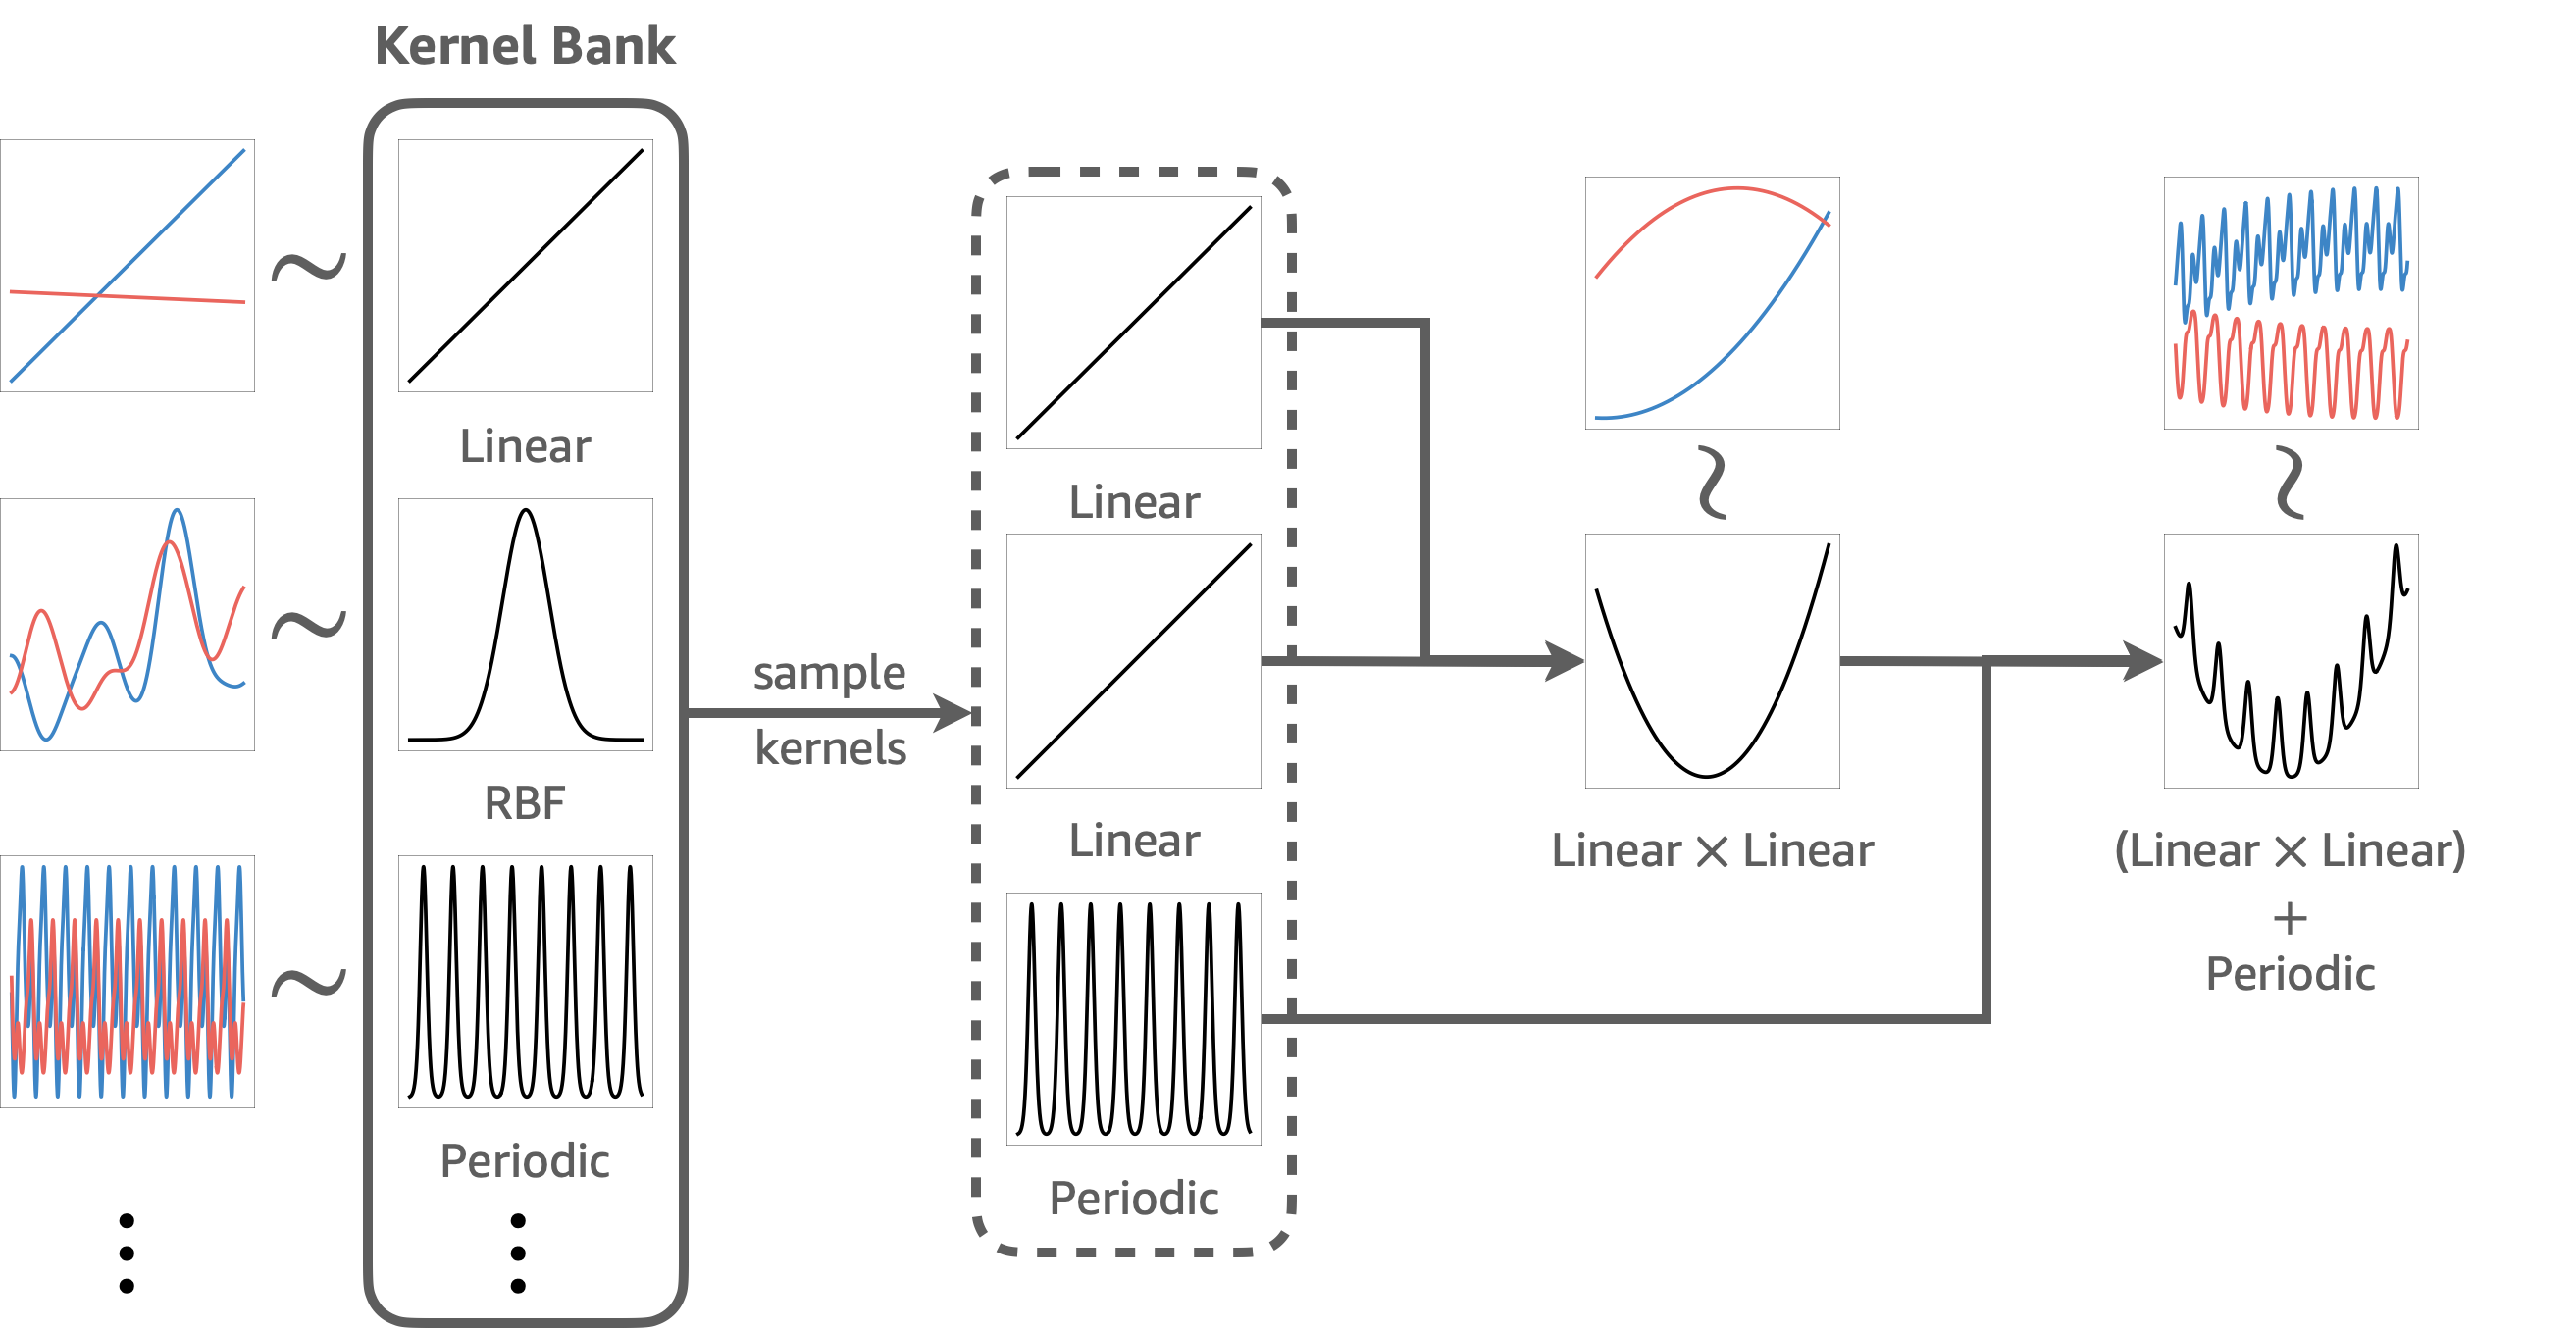 Kernel Bank
Linear
RBF
Periodic
sample
kernels
Linear
Linear
Periodic
Linear × Linear
(Linear × Linear)
+
Periodic